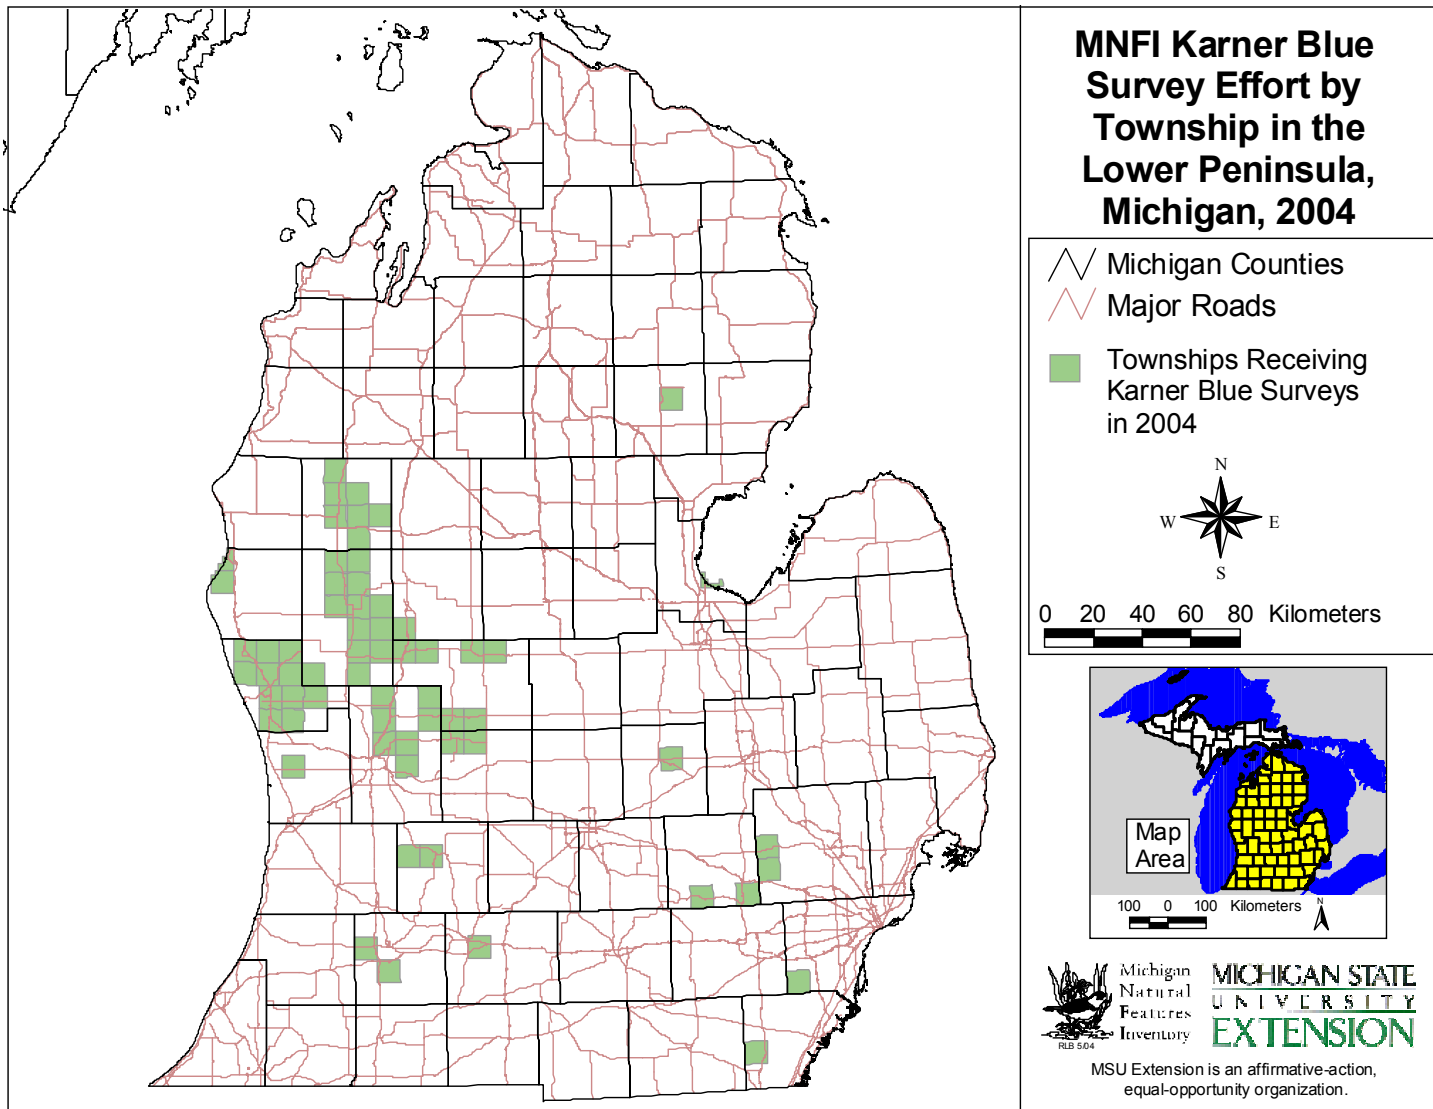 MNFI Karner Blue
Survey Effort by
Township in the
Lower Peninsula,
Michigan, 2004
Michigan Counties
Major Roads
Townships Receiving
Karner Blue Surveys
in 2004
N
W E
S
0 20 40 60 80 Kilometers
Map
Area
100 0 100 Kilometers
N
Michigan
Natural
Features
Inventory
RLB 5/04
MICHIGAN STATE
UNIVERSITY
EXTENSION
MSU Extension is an affirmative-action,
equal-opportunity organization.